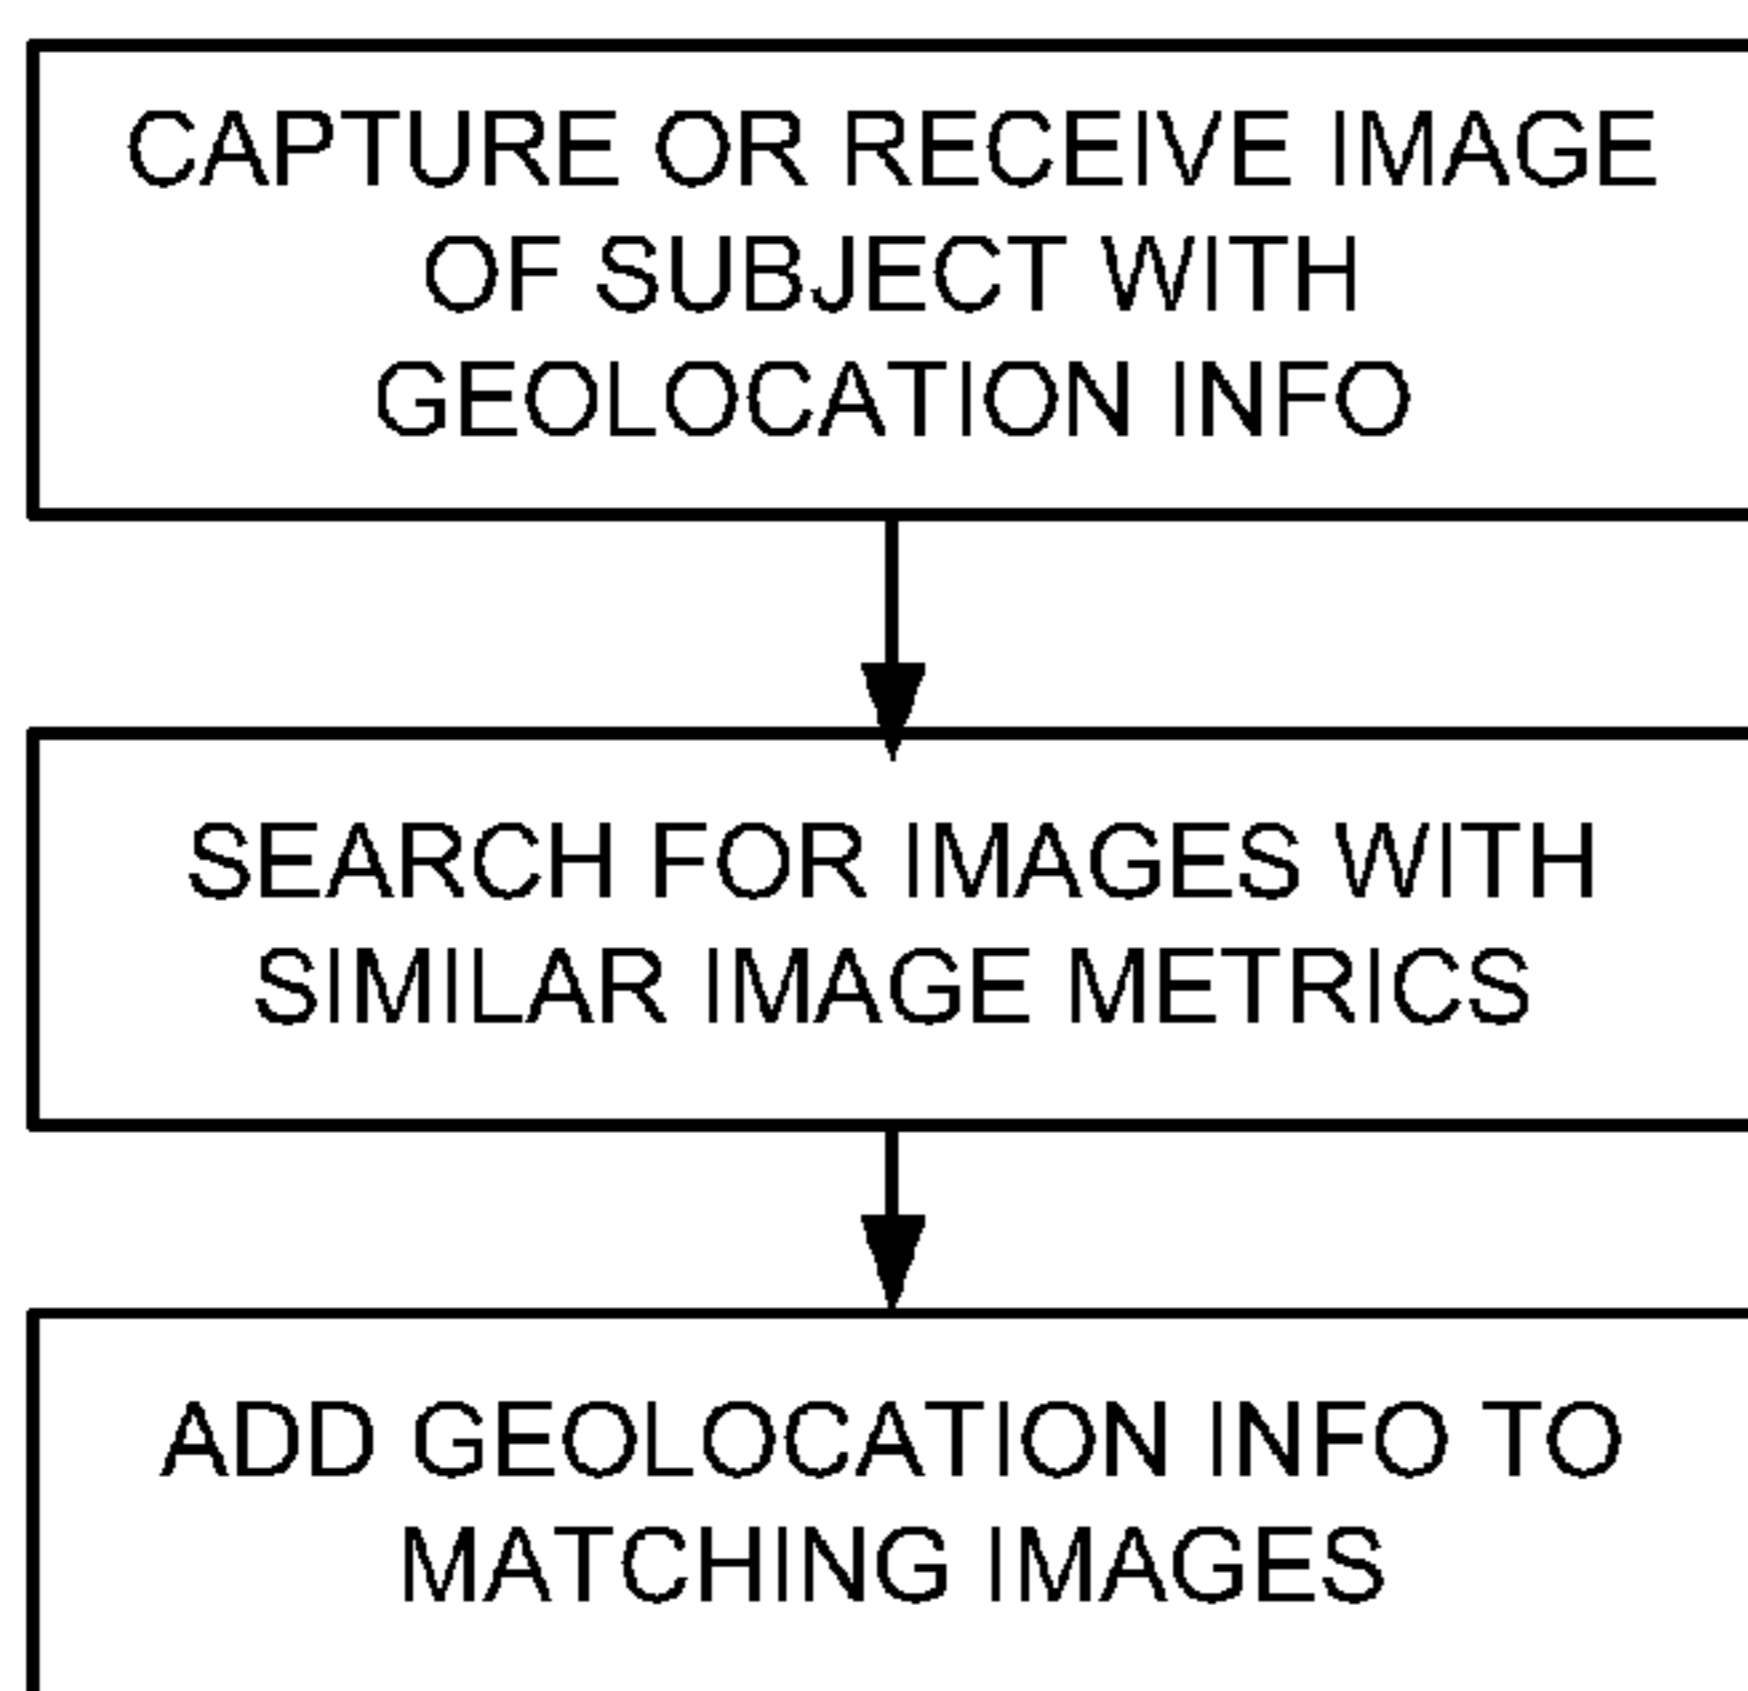 CAPTURE OR RECEIVE IMAGE
OF SUBJECT WITH
GEOLOCATION INFO
SEARCH FOR IMAGES WITH
SIMILAR IMAGE METRICS
ADD GEOLOCATION INFO TO
MATCHING IMAGES